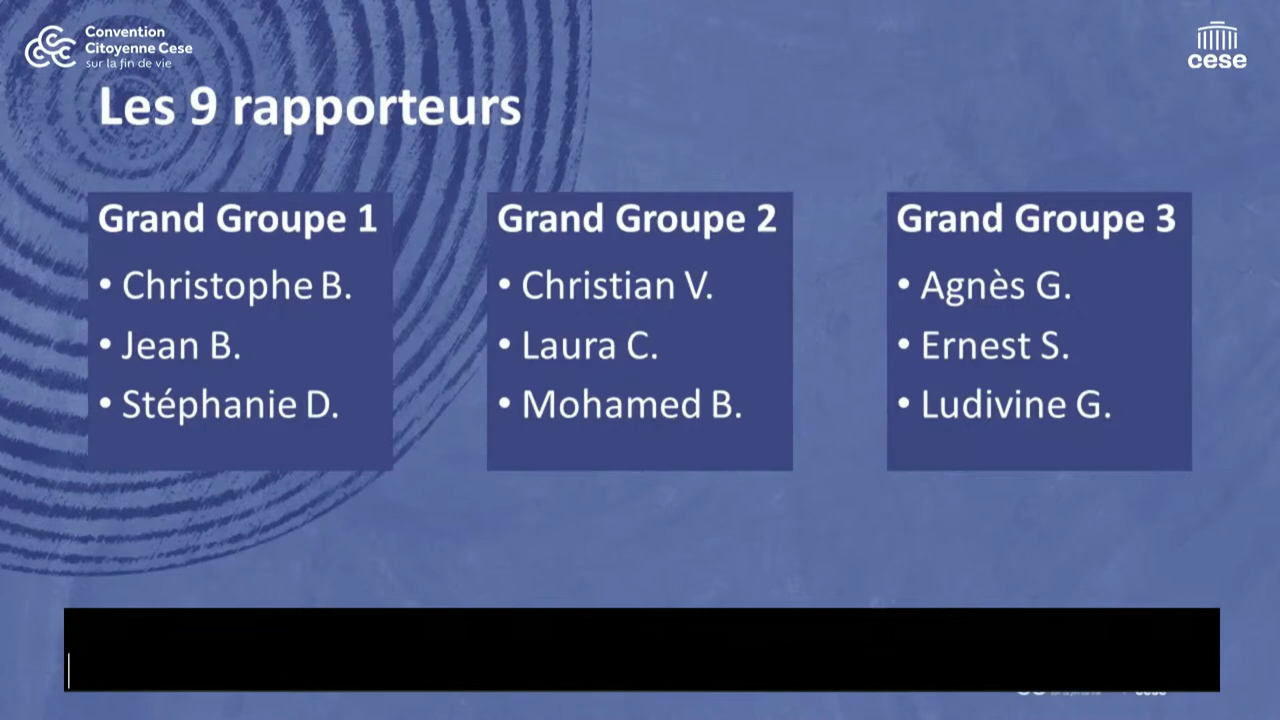 Convention
Citoyenne Cese
sur la fin de vie
cese
Les 9 rapporteurs
Grand Groupe 1
• Christophe B.
• Jean B.
• Stéphanie D.
Grand Groupe 2
• Christian V.
• Laura C.
• Mohamed B.
Grand Groupe 3
• Agnès G.
• Ernest S.
• Ludivine G.